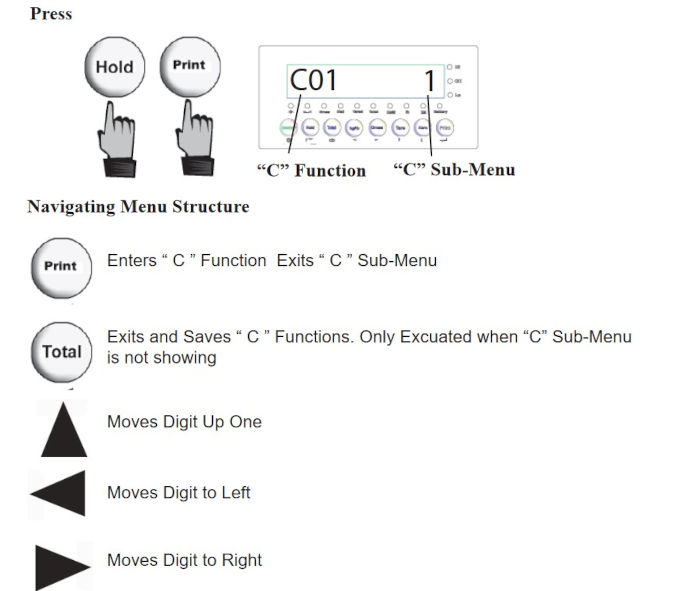 Press
Hold
Print
C01 1
"C" Function "C" Sub-Menu
Navigating Menu Structure
Print
Enters " C " Function Exits " C " Sub-Menu
Total
Exits and Saves " C " Functions. Only Excuated when "C" Sub-Menu
is not showing
Moves Digit Up One
Moves Digit to Left
Moves Digit to Right